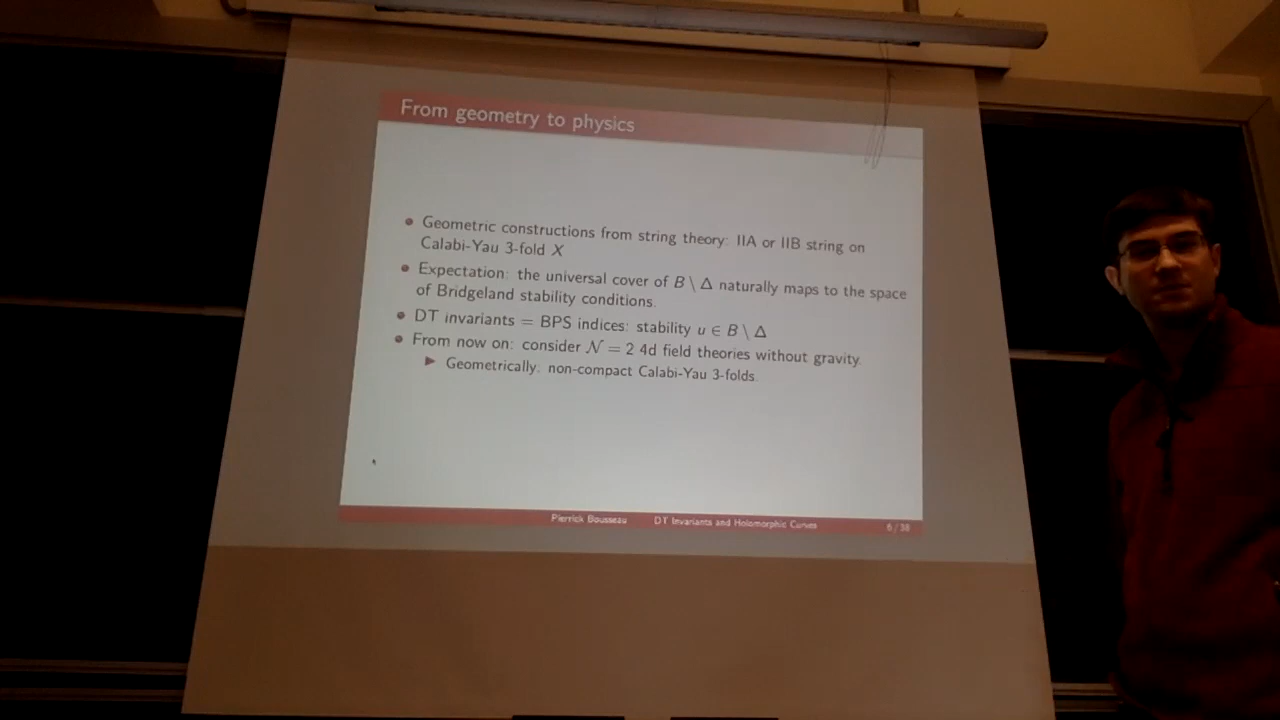 From geometry to physics
• Geometric constructions from string theory: IIA or IIB string on
Calabi-Yau 3-fold X
• Expectation: the universal cover of B \ Δ naturally maps to the space
of Bridgeland stability conditions.
• DT invariants = BPS indices: stability u ∈ B \ Δ
• From now on: consider 𝒩 = 2 4d field theories without gravity.
▶ Geometrically: non-compact Calabi-Yau 3-folds.
Pierrick Bousseau DT Invariants and Holomorphic Curves 6 / 38